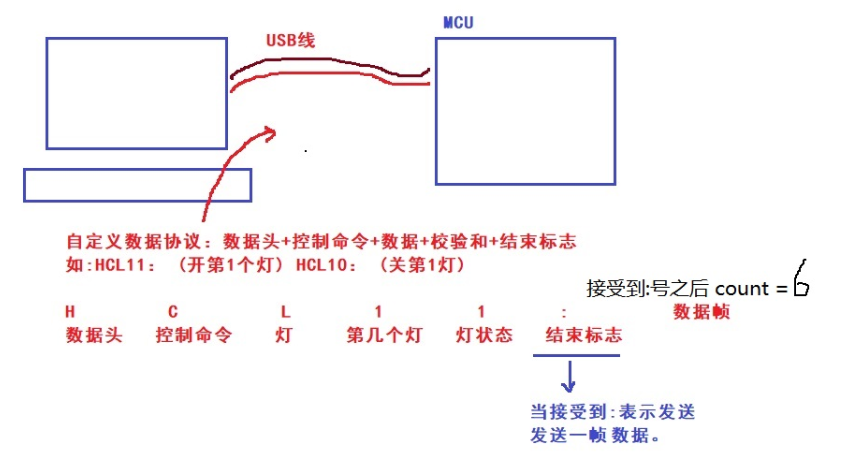 MCU
USB线
自定义数据协议：数据头+控制命令+数据+校验和+结束标志
如:HCL11: （开第1个灯) HCL10: （关第1灯)
接受到:号之后 count = 6
H C L 1 1 : 数据帧
数据头 控制命令 灯 第几个灯 灯状态 结束标志
当接受到:表示发送
发送一帧数据。